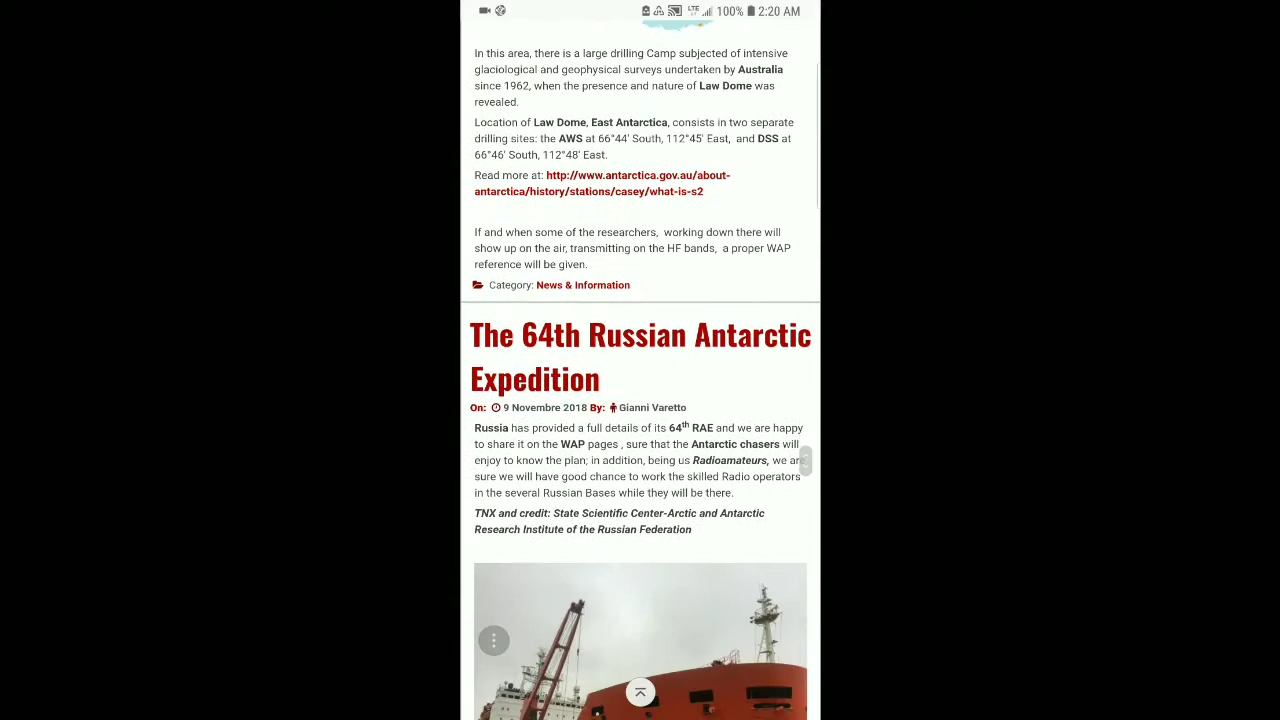 LTE 100% 2:20 AM
In this area, there is a large drilling Camp subjected of intensive
glaciological and geophysical surveys undertaken by Australia
since 1962, when the presence and nature of Law Dome was
revealed.
Location of Law Dome, East Antarctica, consists in two separate
drilling sites: the AWS at 66°44' South, 112°45' East, and DSS at
66°46' South, 112°48' East.
Read more at: http://www.antarctica.gov.au/about-
antarctica/history/stations/casey/what-is-s2
If and when some of the researchers, working down there will
show up on the air, transmitting on the HF bands, a proper WAP
reference will be given.
Category: News & Information
The 64th Russian Antarctic
Expedition
On: 9 Novembre 2018 By: Gianni Varetto
Russia has provided a full details of its 64th RAE and we are happy
to share it on the WAP pages , sure that the Antarctic chasers will
enjoy to know the plan; in addition, being us Radioamateurs, we are
sure we will have good chance to work the skilled Radio operators
in the several Russian Bases while they will be there.
TNX and credit: State Scientific Center-Arctic and Antarctic
Research Institute of the Russian Federation